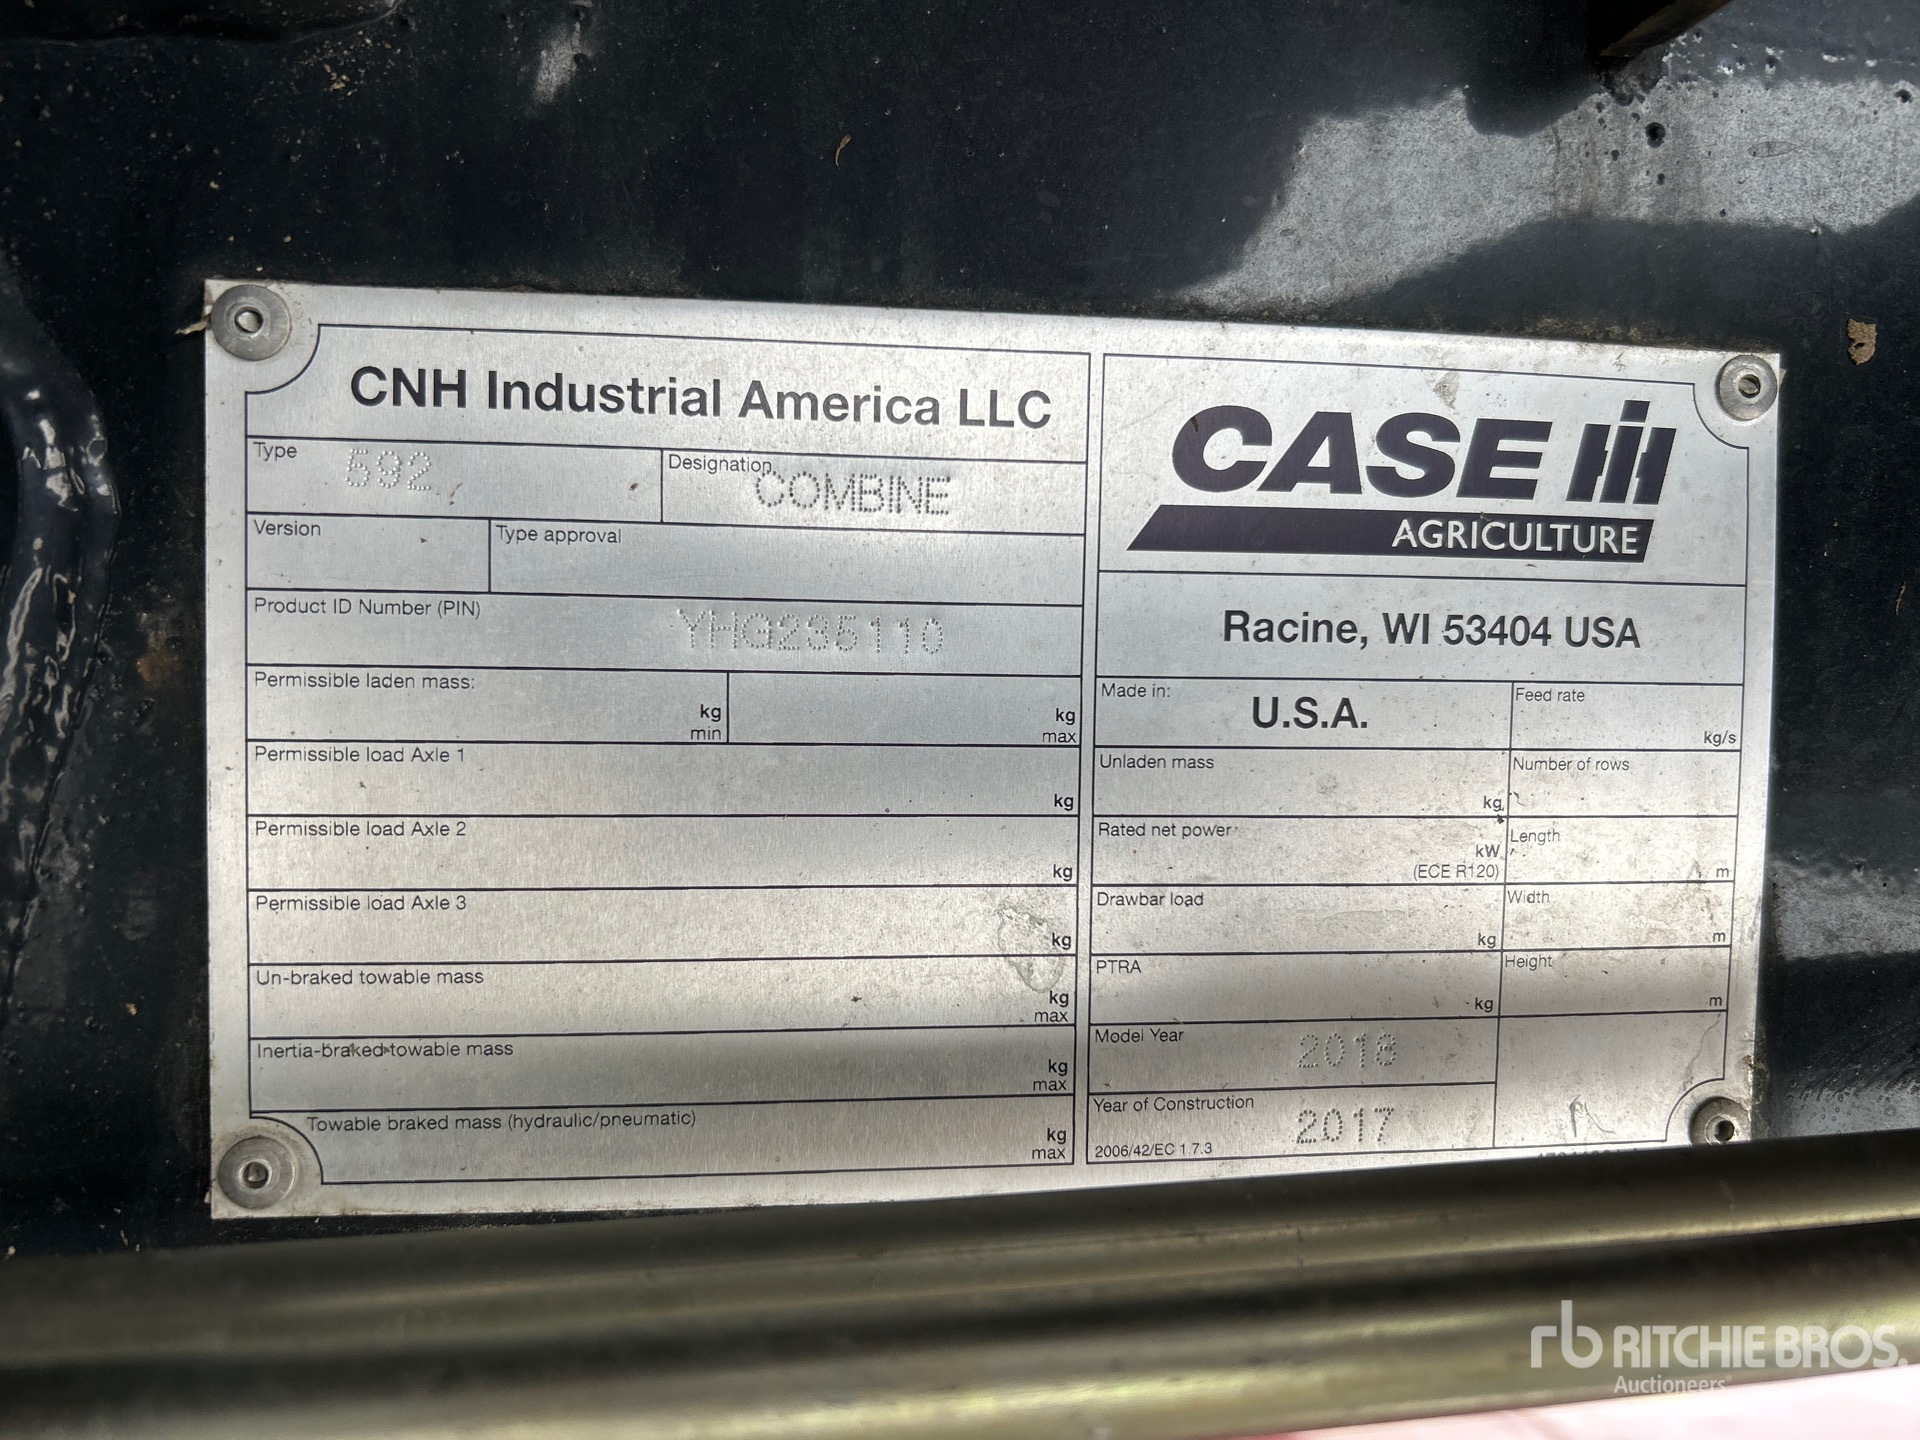 CNH Industrial America LLC
Type 592
Designation COMBINE
Version
Type approval
Product ID Number (PIN) YHG235110
Permissible laden mass:
kg
min
kg
max
Permissible load Axle 1
kg
Permissible load Axle 2
kg
Permissible load Axle 3
kg
Un-braked towable mass
kg
max
Inertia-braked towable mass
kg
max
Towable braked mass (hydraulic/pneumatic)
kg
max
CASE IH
AGRICULTURE
Racine, WI 53404 USA
Made in: U.S.A.
Feed rate
kg/s
Unladen mass
kg
Number of rows
Rated net power
kW
(ECE R120)
Length
m
Drawbar load
kg
Width
m
PTRA
kg
Height
m
Model Year 2018
Year of Construction 2017
2006/42/EC 1.7.3
rb RITCHIE BROS.
Auctioneers